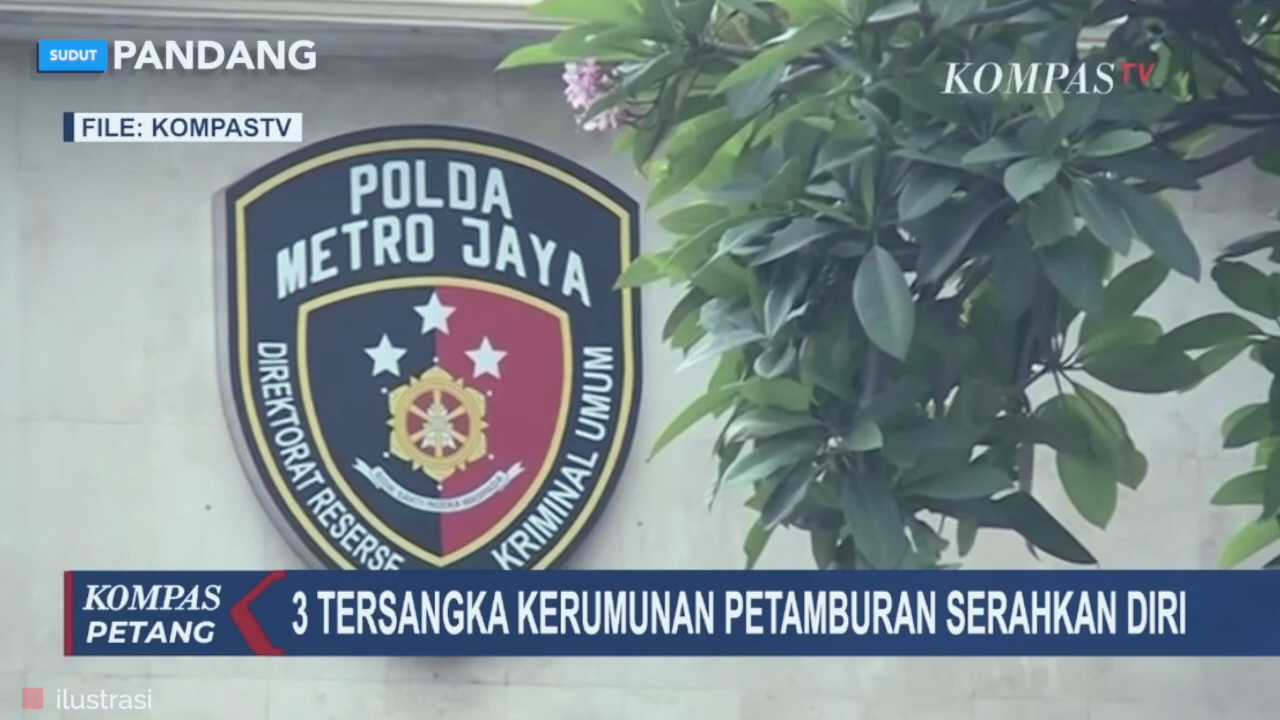 SUDUT PANDANG
KOMPASTV
FILE: KOMPASTV
POLDA
METRO JAYA
DIREKTORAT RESERSE
KRIMINAL UMUM
KOMPAS
PETANG
3 TERSANGKA KERUMUNAN PETAMBURAN SERAHKAN DIRI
ilustrasi